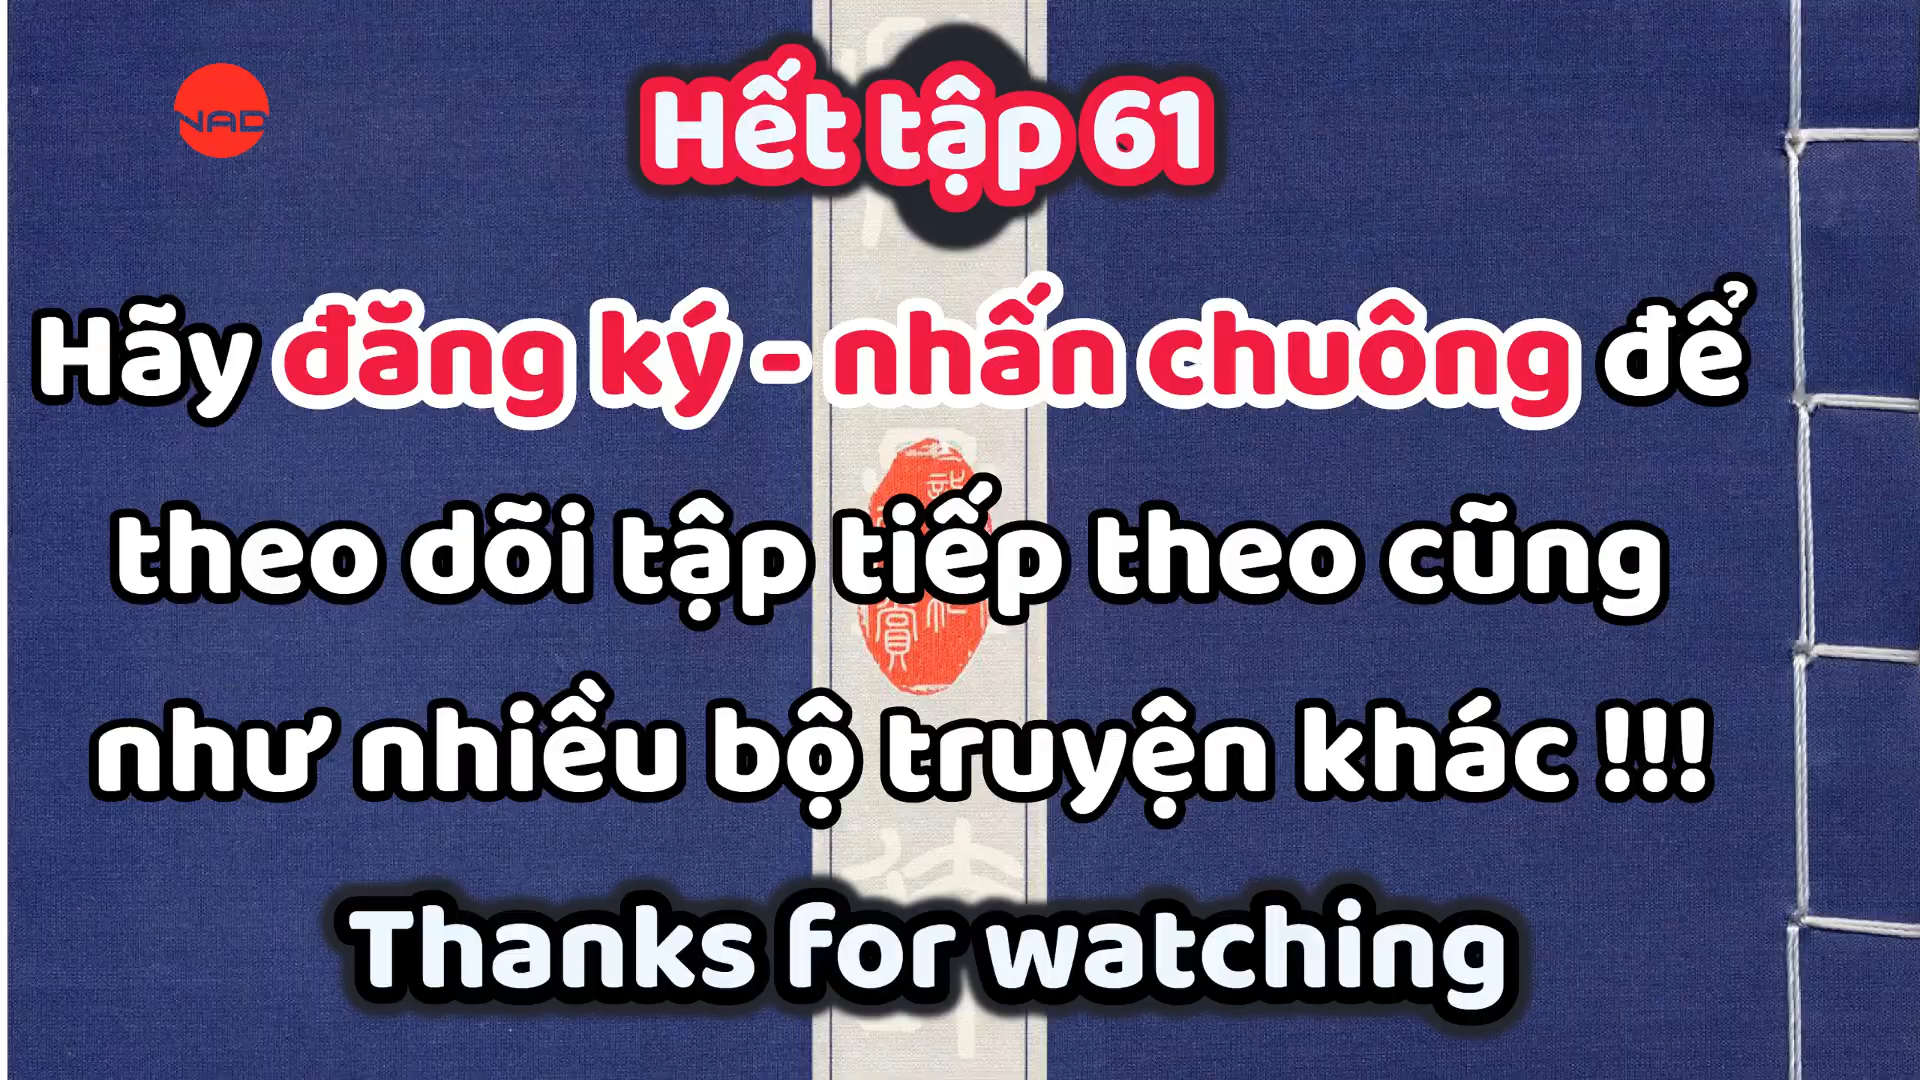 VAD
Hết tập 61
Hãy đăng ký - nhấn chuông để
theo dõi tập tiếp theo cũng
như nhiều bộ truyện khác !!!
Thanks for watching